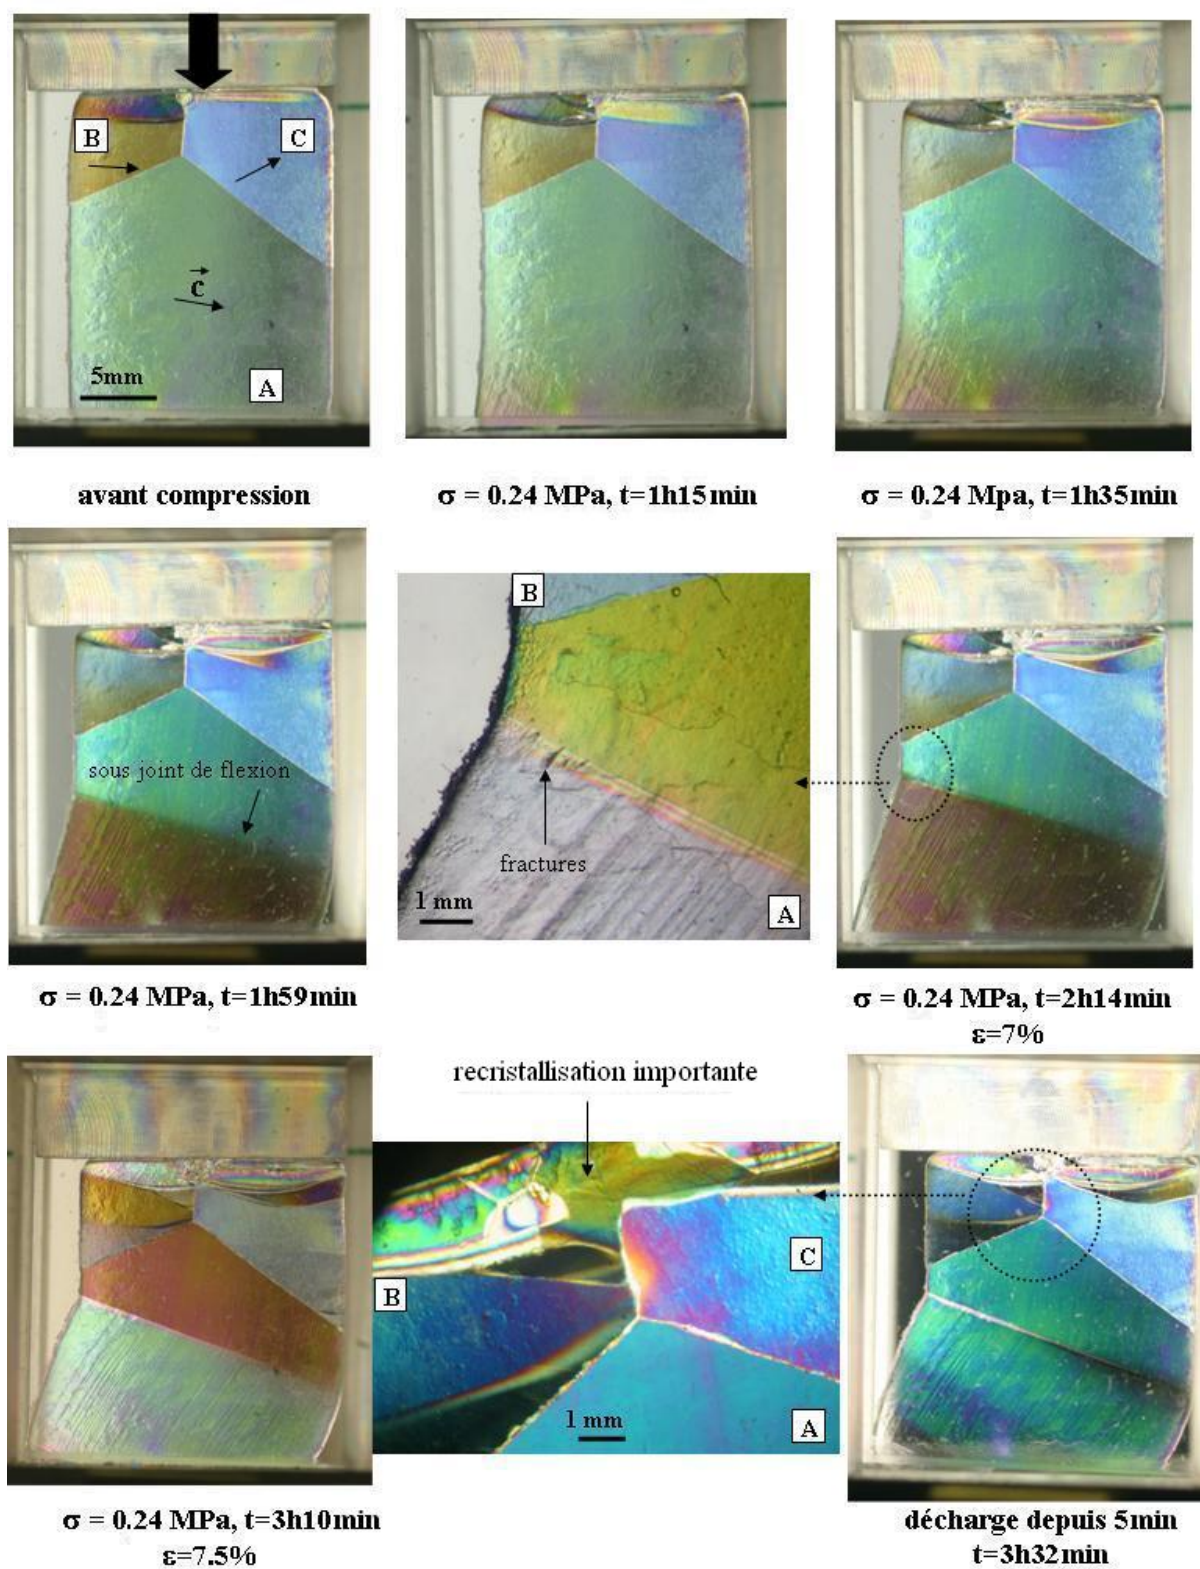 B
C
c
5mm
A
avant compression
σ = 0.24 MPa, t=1h15min
σ = 0.24 Mpa, t=1h35min
sous joint de flexion
B
fractures
1 mm
A
σ = 0.24 MPa, t=1h59min
σ = 0.24 MPa, t=2h14min
ε=7%
recristallisation importante
B
C
1 mm
A
σ = 0.24 MPa, t=3h10min
ε=7.5%
décharge depuis 5min
t=3h32min